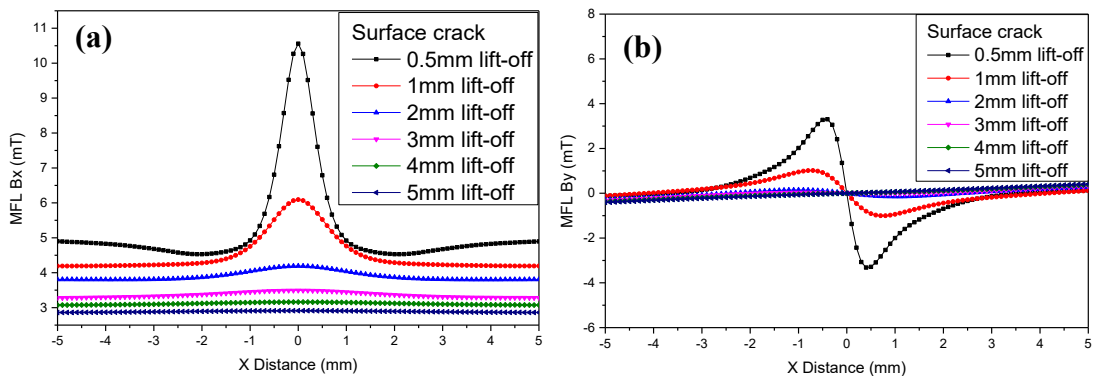 (a)
Surface crack
0.5mm lift-off
1mm lift-off
2mm lift-off
3mm lift-off
4mm lift-off
5mm lift-off
11
10
9
8
7
6
5
4
3
MFL Bx (mT)
-5 -4 -3 -2 -1 0 1 2 3 4 5
X Distance (mm)
(b)
Surface crack
0.5mm lift-off
1mm lift-off
2mm lift-off
3mm lift-off
4mm lift-off
5mm lift-off
8
6
4
2
0
-2
-4
-6
MFL By (mT)
-5 -4 -3 -2 -1 0 1 2 3 4 5
X Distance (mm)